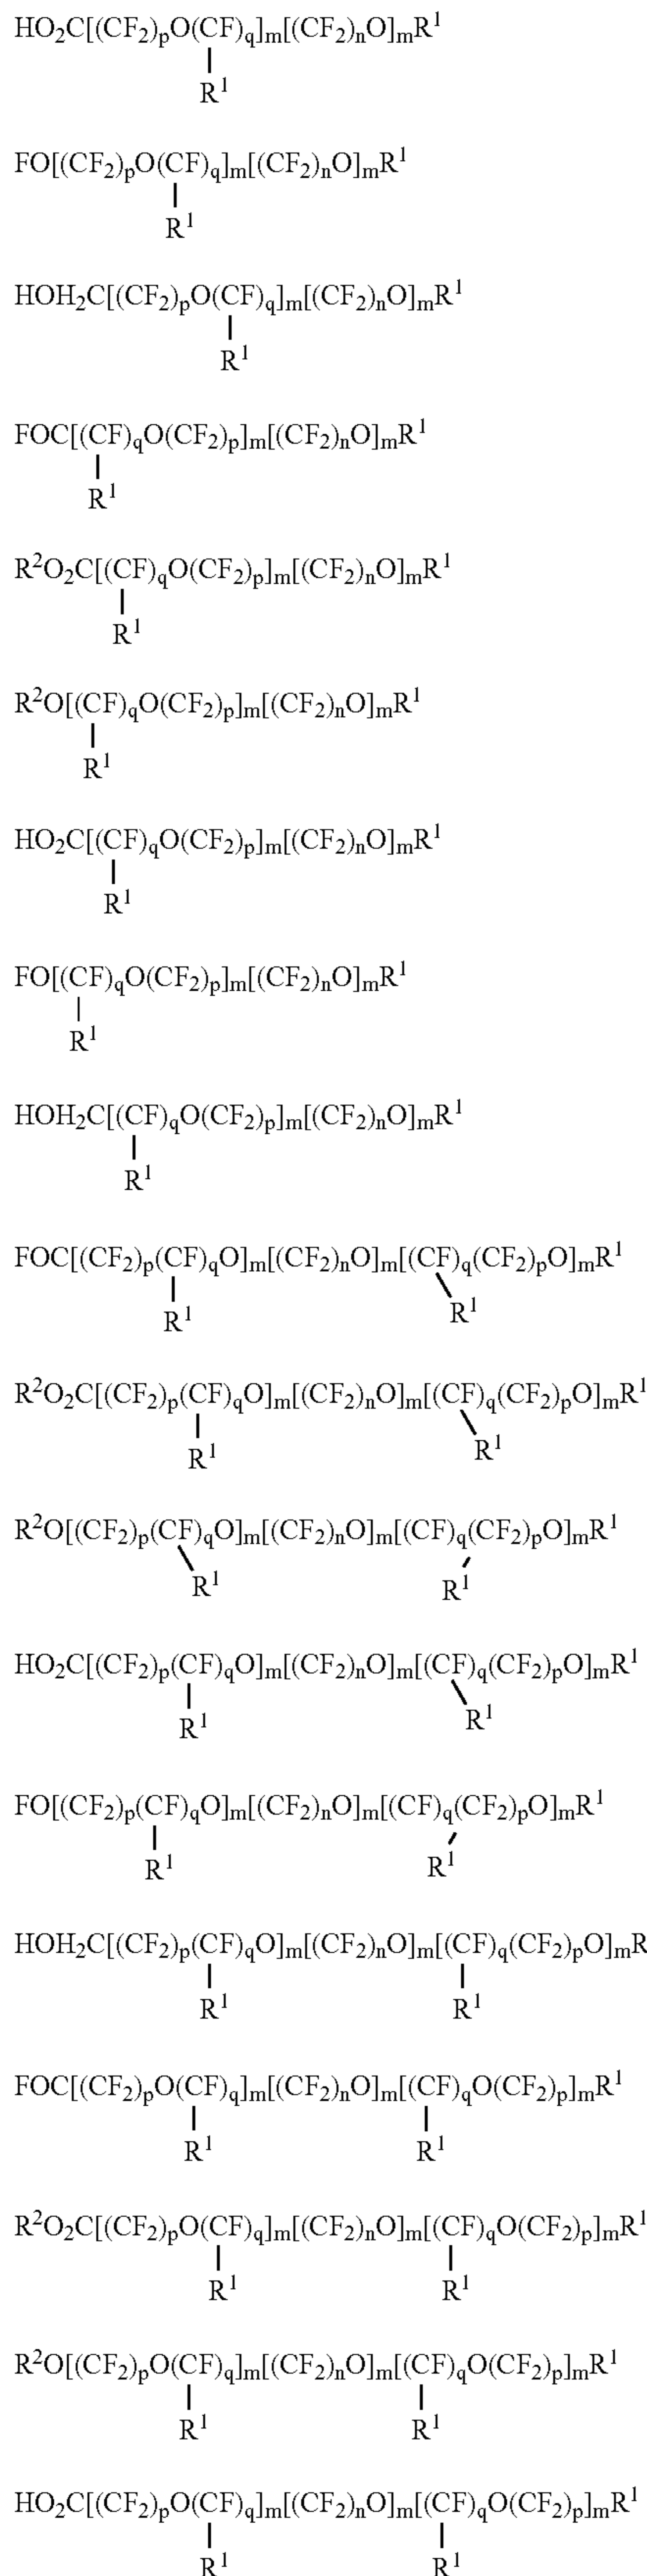 HO₂C[(CF₂)ₚO(CF)q]ₘ[(CF₂)ₙO]ₘR¹
R¹
FO[(CF₂)ₚO(CF)q]ₘ[(CF₂)ₙO]ₘR¹
R¹
HOH₂C[(CF₂)ₚO(CF)q]ₘ[(CF₂)ₙO]ₘR¹
R¹
FOC[(CF)qO(CF₂)ₚ]ₘ[(CF₂)ₙO]ₘR¹
R¹
R²O₂C[(CF)qO(CF₂)ₚ]ₘ[(CF₂)ₙO]ₘR¹
R¹
R²O[(CF)qO(CF₂)ₚ]ₘ[(CF₂)ₙO]ₘR¹
R¹
HO₂C[(CF)qO(CF₂)ₚ]ₘ[(CF₂)ₙO]ₘR¹
R¹
FO[(CF)qO(CF₂)ₚ]ₘ[(CF₂)ₙO]ₘR¹
R¹
HOH₂C[(CF)qO(CF₂)ₚ]ₘ[(CF₂)ₙO]ₘR¹
R¹
FOC[(CF₂)ₚ(CF)qO]ₘ[(CF₂)ₙO]ₘ[(CF)q(CF₂)ₚO]ₘR¹
R¹ R¹
R²O₂C[(CF₂)ₚ(CF)qO]ₘ[(CF₂)ₙO]ₘ[(CF)q(CF₂)ₚO]ₘR¹
R¹ R¹
R²O[(CF₂)ₚ(CF)qO]ₘ[(CF₂)ₙO]ₘ[(CF)q(CF₂)ₚO]ₘR¹
R¹ R¹
HO₂C[(CF₂)ₚ(CF)qO]ₘ[(CF₂)ₙO]ₘ[(CF)q(CF₂)ₚO]ₘR¹
R¹ R¹
FO[(CF₂)ₚ(CF)qO]ₘ[(CF₂)ₙO]ₘ[(CF)q(CF₂)ₚO]ₘR¹
R¹ R¹
HOH₂C[(CF₂)ₚ(CF)qO]ₘ[(CF₂)ₙO]ₘ[(CF)q(CF₂)ₚO]ₘR
R¹ R¹
FOC[(CF₂)ₚO(CF)q]ₘ[(CF₂)ₙO]ₘ[(CF)qO(CF₂)ₚ]ₘR¹
R¹ R¹
R²O₂C[(CF₂)ₚO(CF)q]ₘ[(CF₂)ₙO]ₘ[(CF)qO(CF₂)ₚ]ₘR¹
R¹ R¹
R²O[(CF₂)ₚO(CF)q]ₘ[(CF₂)ₙO]ₘ[(CF)qO(CF₂)ₚ]ₘR¹
R¹ R¹
HO₂C[(CF₂)ₚO(CF)q]ₘ[(CF₂)ₙO]ₘ[(CF)qO(CF₂)ₚ]ₘR¹
R¹ R¹